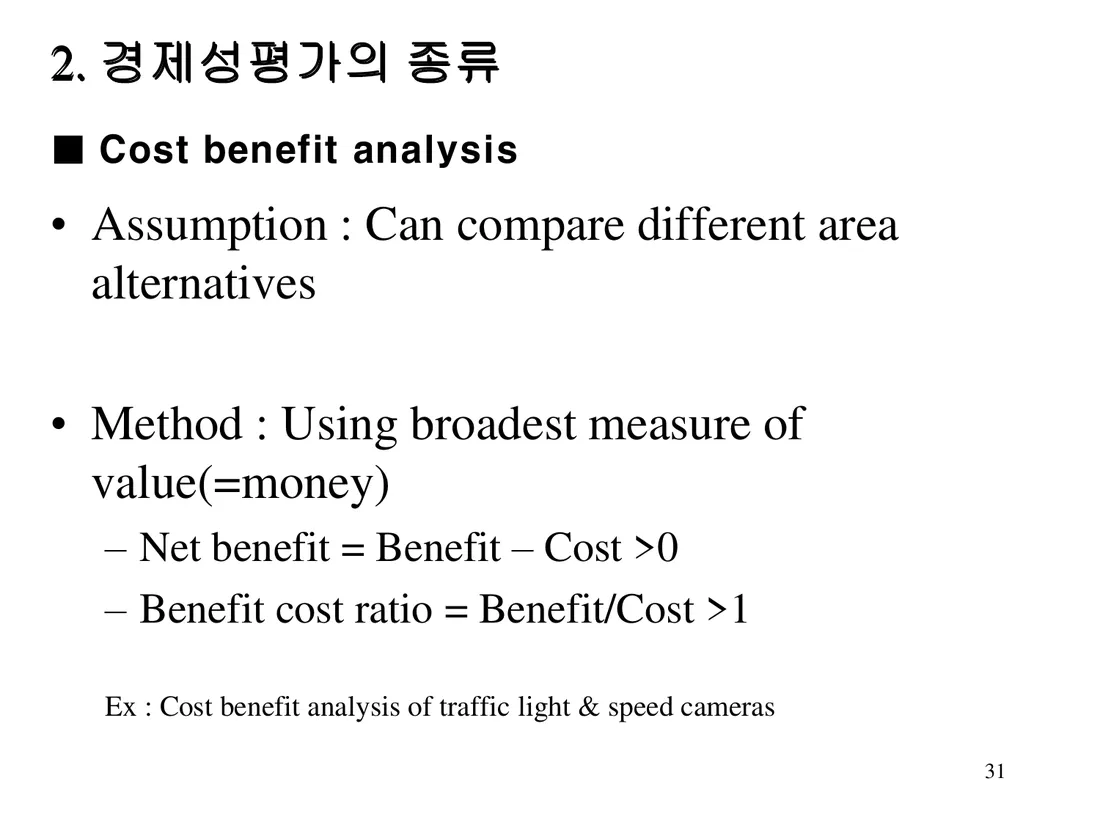 2. 경제성평가의 종류
■ Cost benefit analysis
• Assumption : Can compare different area
alternatives
• Method : Using broadest measure of
value(=money)
– Net benefit = Benefit – Cost >0
– Benefit cost ratio = Benefit/Cost >1
Ex : Cost benefit analysis of traffic light & speed cameras
31